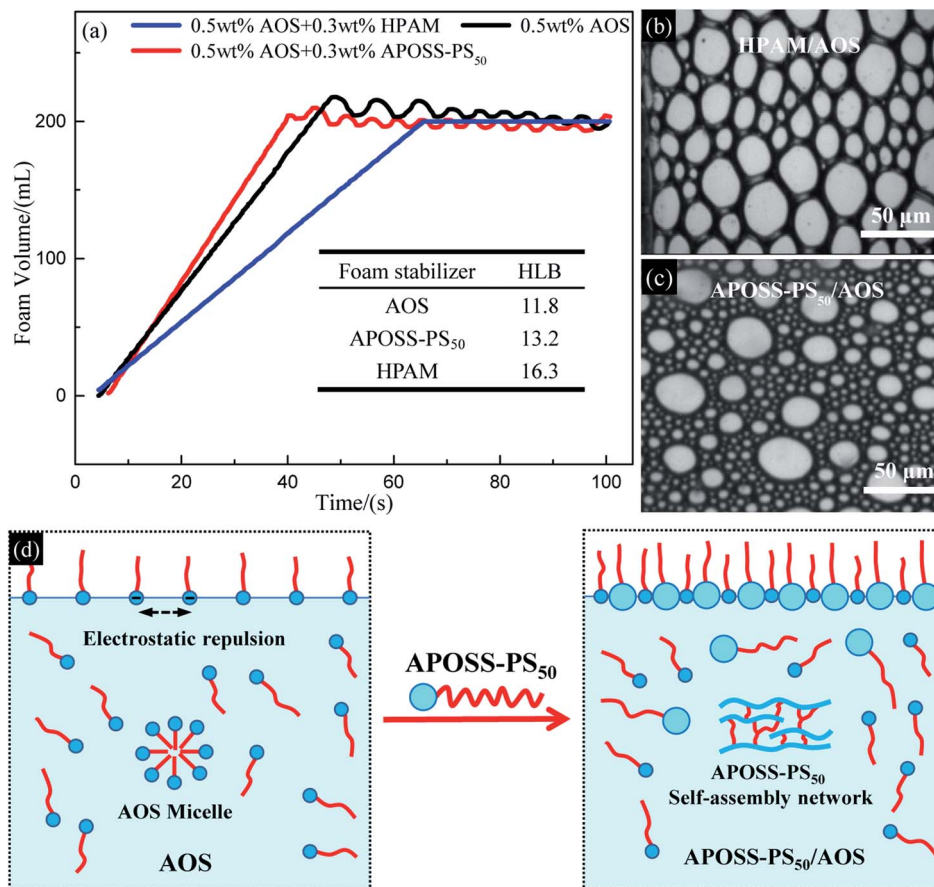 (a)
0.5wt% AOS+0.3wt% HPAM
0.5wt% AOS
0.5wt% AOS+0.3wt% APOSS-PS50
Foam Volume/(mL)
200
100
0
0
20
40
60
80
100
Time/(s)
Foam stabilizer HLB
AOS 11.8
APOSS-PS50 13.2
HPAM 16.3
(b)
HPAM/AOS
50 μm
(c)
APOSS-PS50/AOS
50 μm
(d)
Electrostatic repulsion
AOS Micelle
AOS
APOSS-PS50
APOSS-PS50
Self-assembly network
APOSS-PS50/AOS